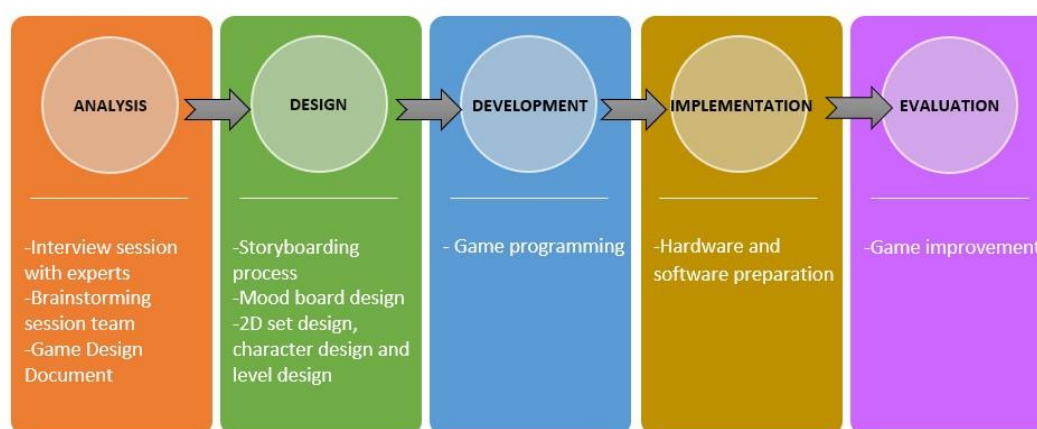 ANALYSIS
DESIGN
DEVELOPMENT
IMPLEMENTATION
EVALUATION
-Interview session
with experts
-Brainstorming
session team
-Game Design
Document
-Storyboarding
process
-Mood board design
-2D set design,
character design and
level design
- Game programming
-Hardware and
software preparation
-Game improvement